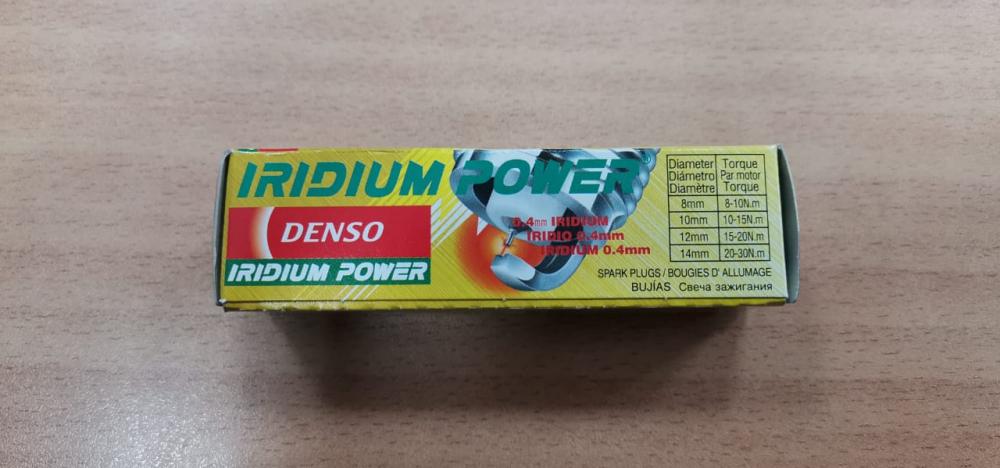 IRIDIUM POWER
DENSO
IRIDIUM POWER
0.4mm IRIDIUM
IRIDIO 0.4mm
IRIDIUM 0.4mm
Diameter Torque
Diámetro Par motor
Diamètre Torque
8mm 8-10N.m
10mm 10-15N.m
12mm 15-20N.m
14mm 20-30N.m
SPARK PLUGS / BOUGIES D' ALLUMAGE
BUJÍAS Свеча зажигания